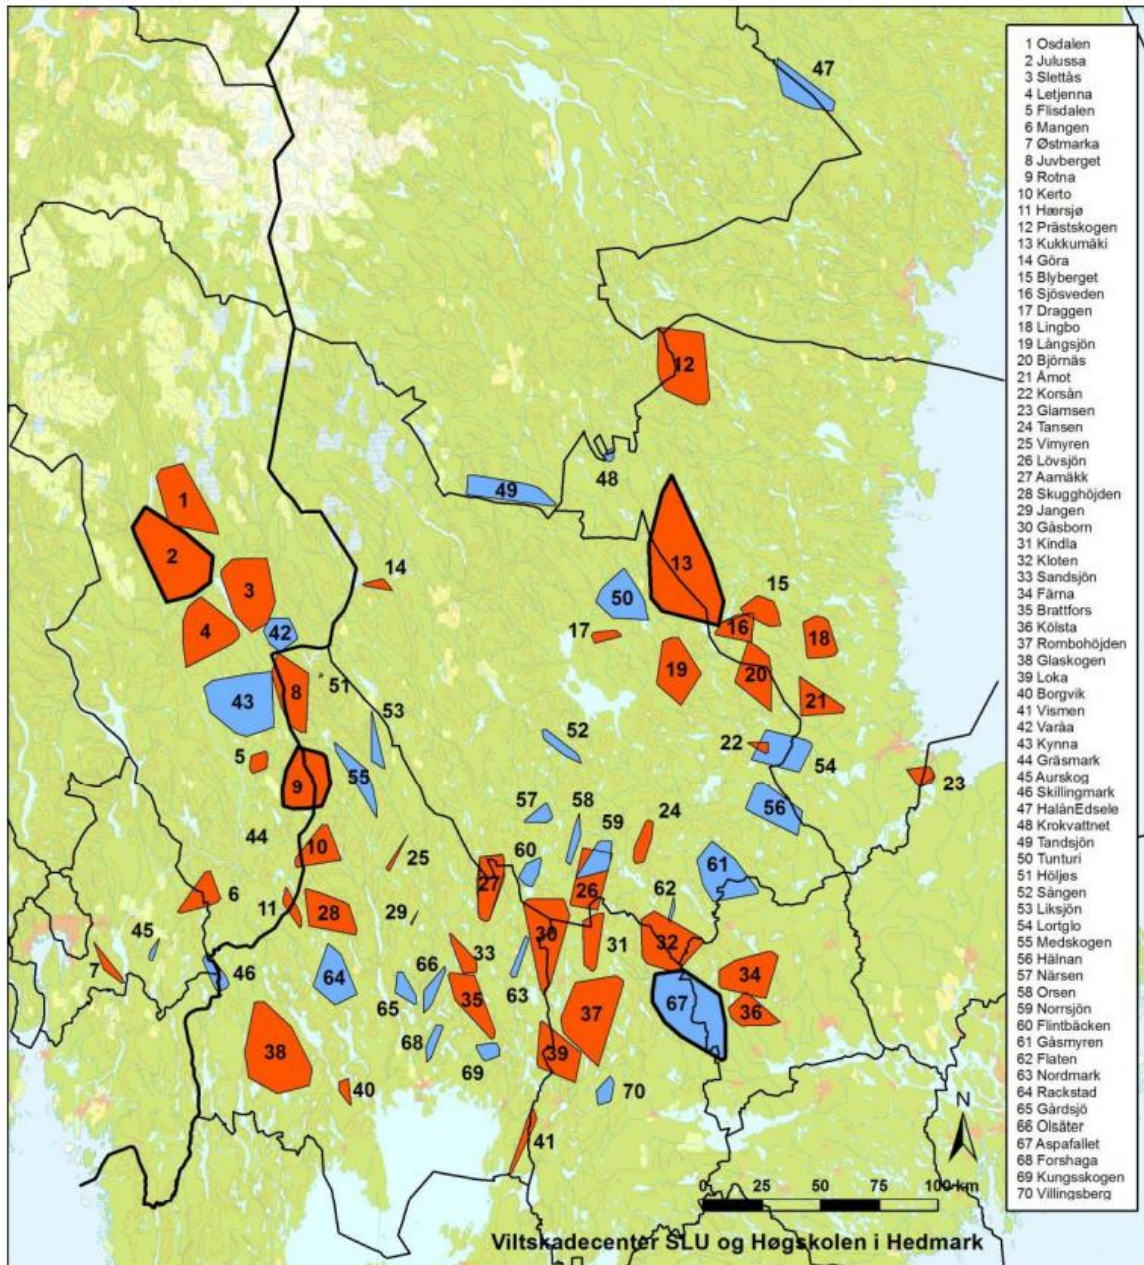 47
12
48
49
1
2
13
14
3
50
15
17
16
18
4
42
19
20
51
8
43
21
53
52
22
54
5
9
55
23
56
57
58
24
44
59
10
25
60
61
27
6
26
62
11
28
29
30
31
32
45
33
7
46
64
66
63
34
65
35
67
37
36
68
38
69
39
40
70
41
1 Osdalen
2 Julussa
3 Slettås
4 Letjenna
5 Flisdalen
6 Mangen
7 Østmarka
8 Juvberget
9 Rotna
10 Kerto
11 Hærsjø
12 Prästskogen
13 Kukkumäki
14 Göra
15 Blyberget
16 Sjösveden
17 Draggen
18 Lingbo
19 Långsjön
20 Björnäs
21 Åmot
22 Korsån
23 Glamsen
24 Tansen
25 Vimyren
26 Lövsjön
27 Aamäkk
28 Skugghöjden
29 Jangen
30 Gåsborn
31 Kindla
32 Kloten
33 Sandsjön
34 Färna
35 Brattfors
36 Kölsta
37 Rombohöjden
38 Glaskogen
39 Loka
40 Borgvik
41 Vismen
42 Varåa
43 Kynna
44 Gräsmark
45 Aurskog
46 Skillingmark
47 HalånEdsele
48 Krokvattnet
49 Tandsjön
50 Tunturi
51 Höljes
52 Sången
53 Liksjön
54 Lortglo
55 Medskogen
56 Hälnan
57 Närsen
58 Orsen
59 Norrsjön
60 Flintbäcken
61 Gåsmyren
62 Flaten
63 Nordmark
64 Rackstad
65 Gårdsjö
66 Olsäter
67 Aspafallet
68 Forshaga
69 Kungsskogen
70 Villingsberg
N
0 25 50 75 100 km
Viltskadecenter SLU og Høgskolen i Hedmark